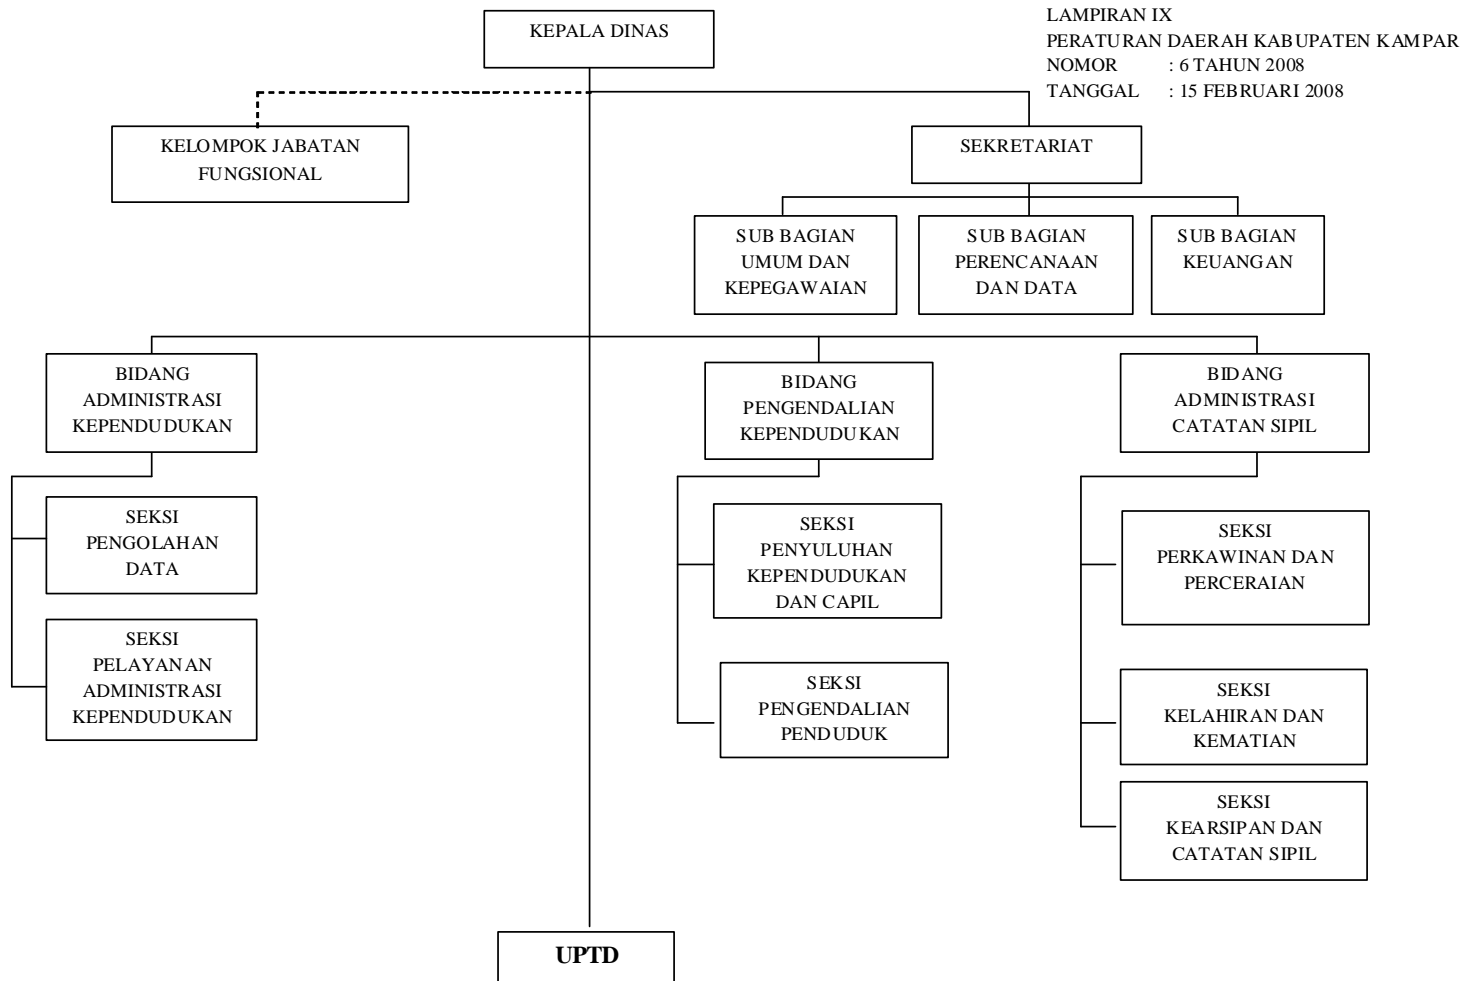 LAMPIRAN IX
PERATURAN DAERAH KABUPATEN KAMPAR
NOMOR : 6 TAHUN 2008
TANGGAL : 15 FEBRUARI 2008
KEPALA DINAS
KELOMPOK JABATAN
FUNGSIONAL
SEKRETARIAT
SUB BAGIAN
UMUM DAN
KEPEGAWAIAN
SUB BAGIAN
PERENCANAAN
DAN DATA
SUB BAGIAN
KEUANGAN
BIDANG
ADMINISTRASI
KEPENDUDUKAN
SEKSI
PENGOLAHAN
DATA
SEKSI
PELAYANAN
ADMINISTRASI
KEPENDUDUKAN
BIDANG
PENGENDALIAN
KEPENDUDUKAN
SEKSI
PENYULUHAN
KEPENDUDUKAN
DAN CAPIL
SEKSI
PENGENDALIAN
PENDUDUK
BIDANG
ADMINISTRASI
CATATAN SIPIL
SEKSI
PERKAWINAN DAN
PERCERAIAN
SEKSI
KELAHIRAN DAN
KEMATIAN
SEKSI
KEARSIPAN DAN
CATATAN SIPIL
UPTD